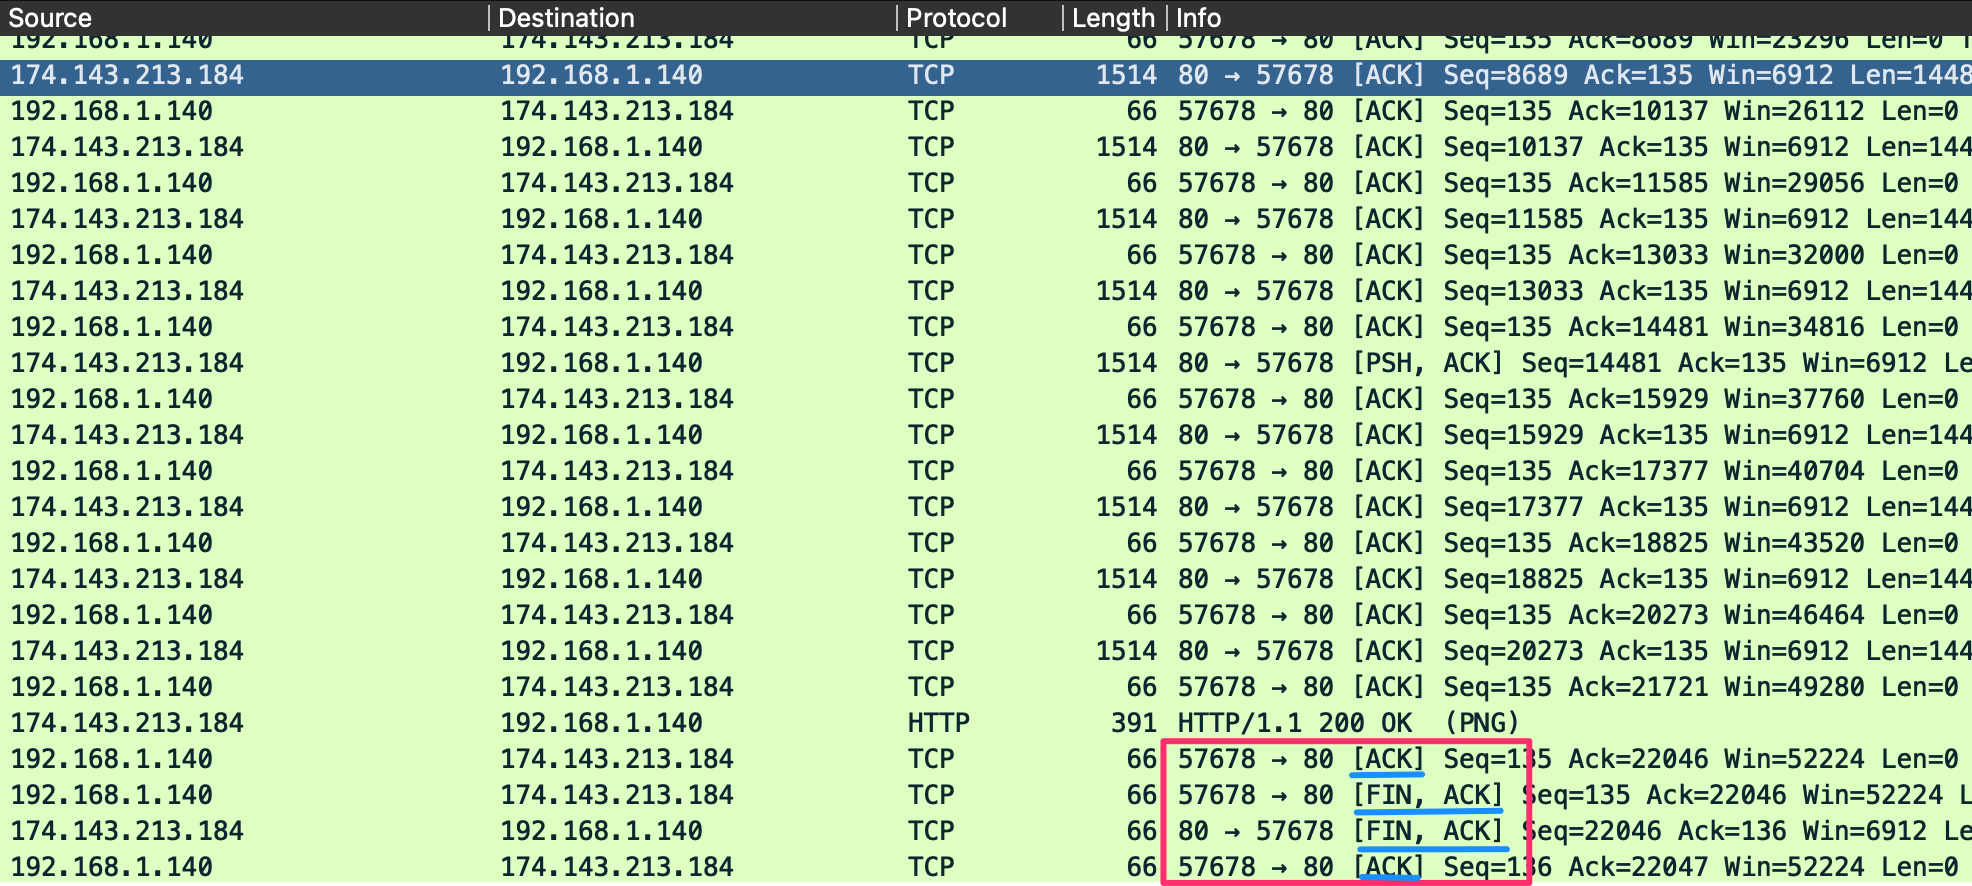 Source Destination Protocol Length Info
192.168.1.140 174.143.213.184 TCP 66 57678 → 80 [ACK] Seq=135 Ack=8689 Win=23296 Len=0
174.143.213.184 192.168.1.140 TCP 1514 80 → 57678 [ACK] Seq=8689 Ack=135 Win=6912 Len=1448
192.168.1.140 174.143.213.184 TCP 66 57678 → 80 [ACK] Seq=135 Ack=10137 Win=26112 Len=0
174.143.213.184 192.168.1.140 TCP 1514 80 → 57678 [ACK] Seq=10137 Ack=135 Win=6912 Len=144
192.168.1.140 174.143.213.184 TCP 66 57678 → 80 [ACK] Seq=135 Ack=11585 Win=29056 Len=0
174.143.213.184 192.168.1.140 TCP 1514 80 → 57678 [ACK] Seq=11585 Ack=135 Win=6912 Len=144
192.168.1.140 174.143.213.184 TCP 66 57678 → 80 [ACK] Seq=135 Ack=13033 Win=32000 Len=0
174.143.213.184 192.168.1.140 TCP 1514 80 → 57678 [ACK] Seq=13033 Ack=135 Win=6912 Len=144
192.168.1.140 174.143.213.184 TCP 66 57678 → 80 [ACK] Seq=135 Ack=14481 Win=34816 Len=0
174.143.213.184 192.168.1.140 TCP 1514 80 → 57678 [PSH, ACK] Seq=14481 Ack=135 Win=6912 Le
192.168.1.140 174.143.213.184 TCP 66 57678 → 80 [ACK] Seq=135 Ack=15929 Win=37760 Len=0
174.143.213.184 192.168.1.140 TCP 1514 80 → 57678 [ACK] Seq=15929 Ack=135 Win=6912 Len=144
192.168.1.140 174.143.213.184 TCP 66 57678 → 80 [ACK] Seq=135 Ack=17377 Win=40704 Len=0
174.143.213.184 192.168.1.140 TCP 1514 80 → 57678 [ACK] Seq=17377 Ack=135 Win=6912 Len=144
192.168.1.140 174.143.213.184 TCP 66 57678 → 80 [ACK] Seq=135 Ack=18825 Win=43520 Len=0
174.143.213.184 192.168.1.140 TCP 1514 80 → 57678 [ACK] Seq=18825 Ack=135 Win=6912 Len=144
192.168.1.140 174.143.213.184 TCP 66 57678 → 80 [ACK] Seq=135 Ack=20273 Win=46464 Len=0
174.143.213.184 192.168.1.140 TCP 1514 80 → 57678 [ACK] Seq=20273 Ack=135 Win=6912 Len=144
192.168.1.140 174.143.213.184 TCP 66 57678 → 80 [ACK] Seq=135 Ack=21721 Win=49280 Len=0
174.143.213.184 192.168.1.140 HTTP 391 HTTP/1.1 200 OK (PNG)
192.168.1.140 174.143.213.184 TCP 66 57678 → 80 [ACK] Seq=135 Ack=22046 Win=52224 Len=0
192.168.1.140 174.143.213.184 TCP 66 57678 → 80 [FIN, ACK] Seq=135 Ack=22046 Win=52224 L
174.143.213.184 192.168.1.140 TCP 66 80 → 57678 [FIN, ACK] Seq=22046 Ack=136 Win=6912 Le
192.168.1.140 174.143.213.184 TCP 66 57678 → 80 [ACK] Seq=136 Ack=22047 Win=52224 Len=0